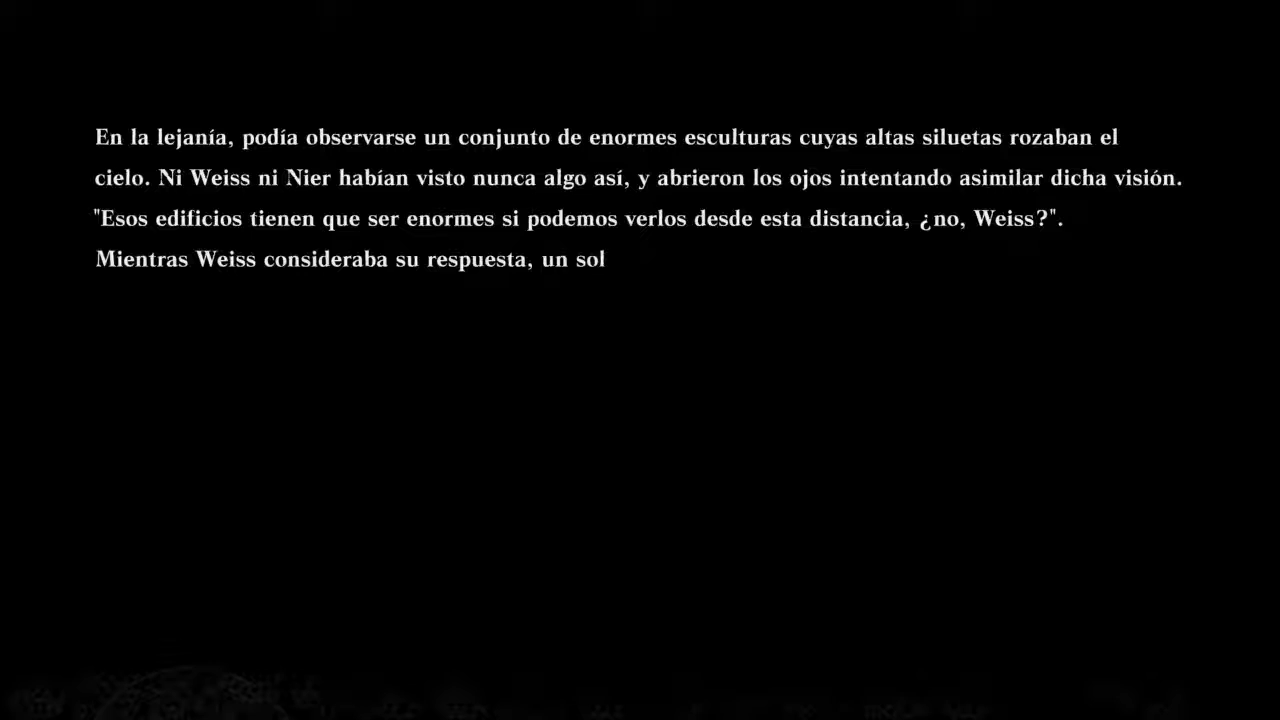 En la lejanía, podía observarse un conjunto de enormes esculturas cuyas altas siluetas rozaban el
cielo. Ni Weiss ni Nier habían visto nunca algo así, y abrieron los ojos intentando asimilar dicha visión.
"Esos edificios tienen que ser enormes si podemos verlos desde esta distancia, ¿no, Weiss?".
Mientras Weiss consideraba su respuesta, un sol